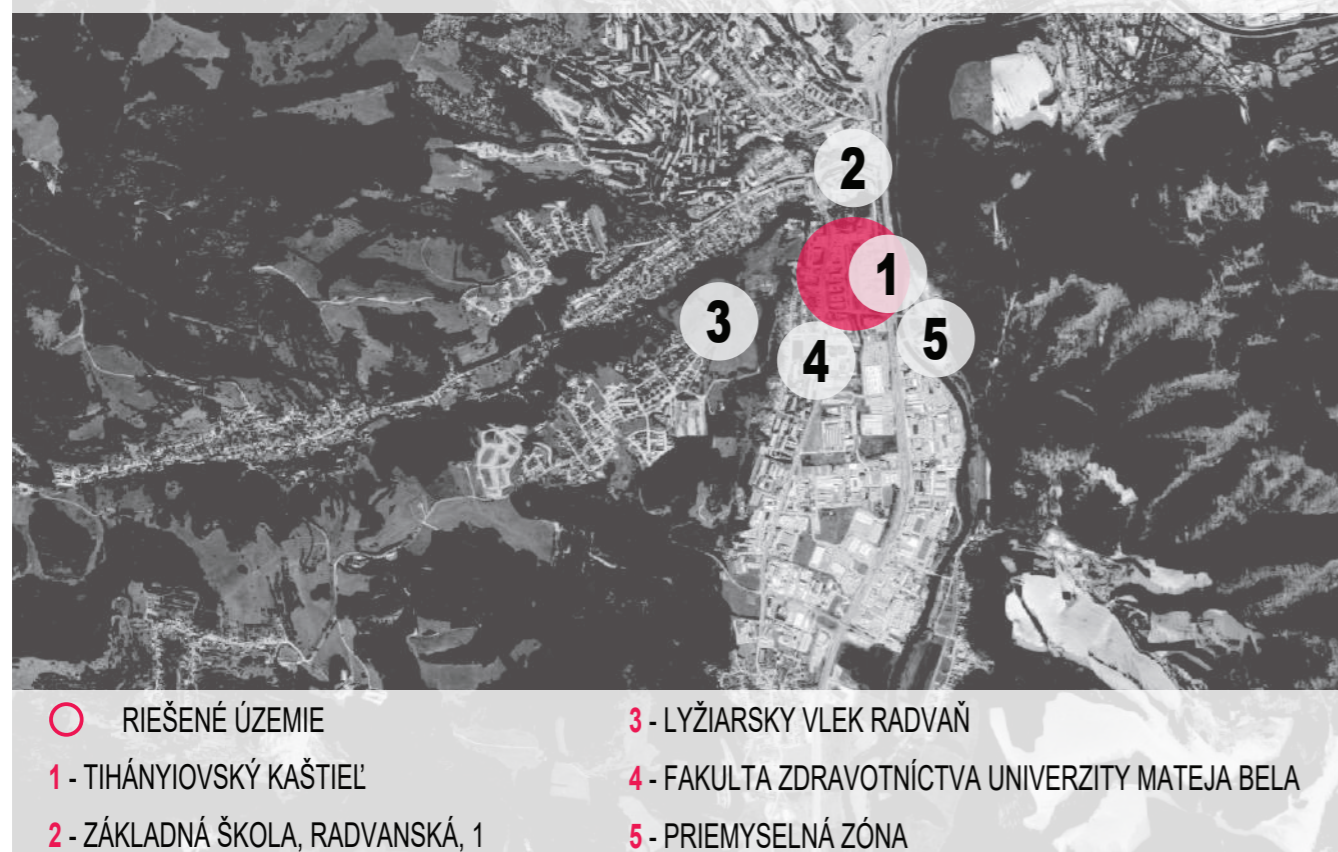 2
1
3
5
4
RIEŠENÉ ÚZEMIE
1 - TIHÁNYIOVSKÝ KAŠTIEĽ
2 - ZÁKLADNÁ ŠKOLA, RADVANSKÁ, 1
3 - LYŽIARSKY VLEK RADVAŇ
4 - FAKULTA ZDRAVOTNÍCTVA UNIVERZITY MATEJA BELA
5 - PRIEMYSELNÁ ZÓNA